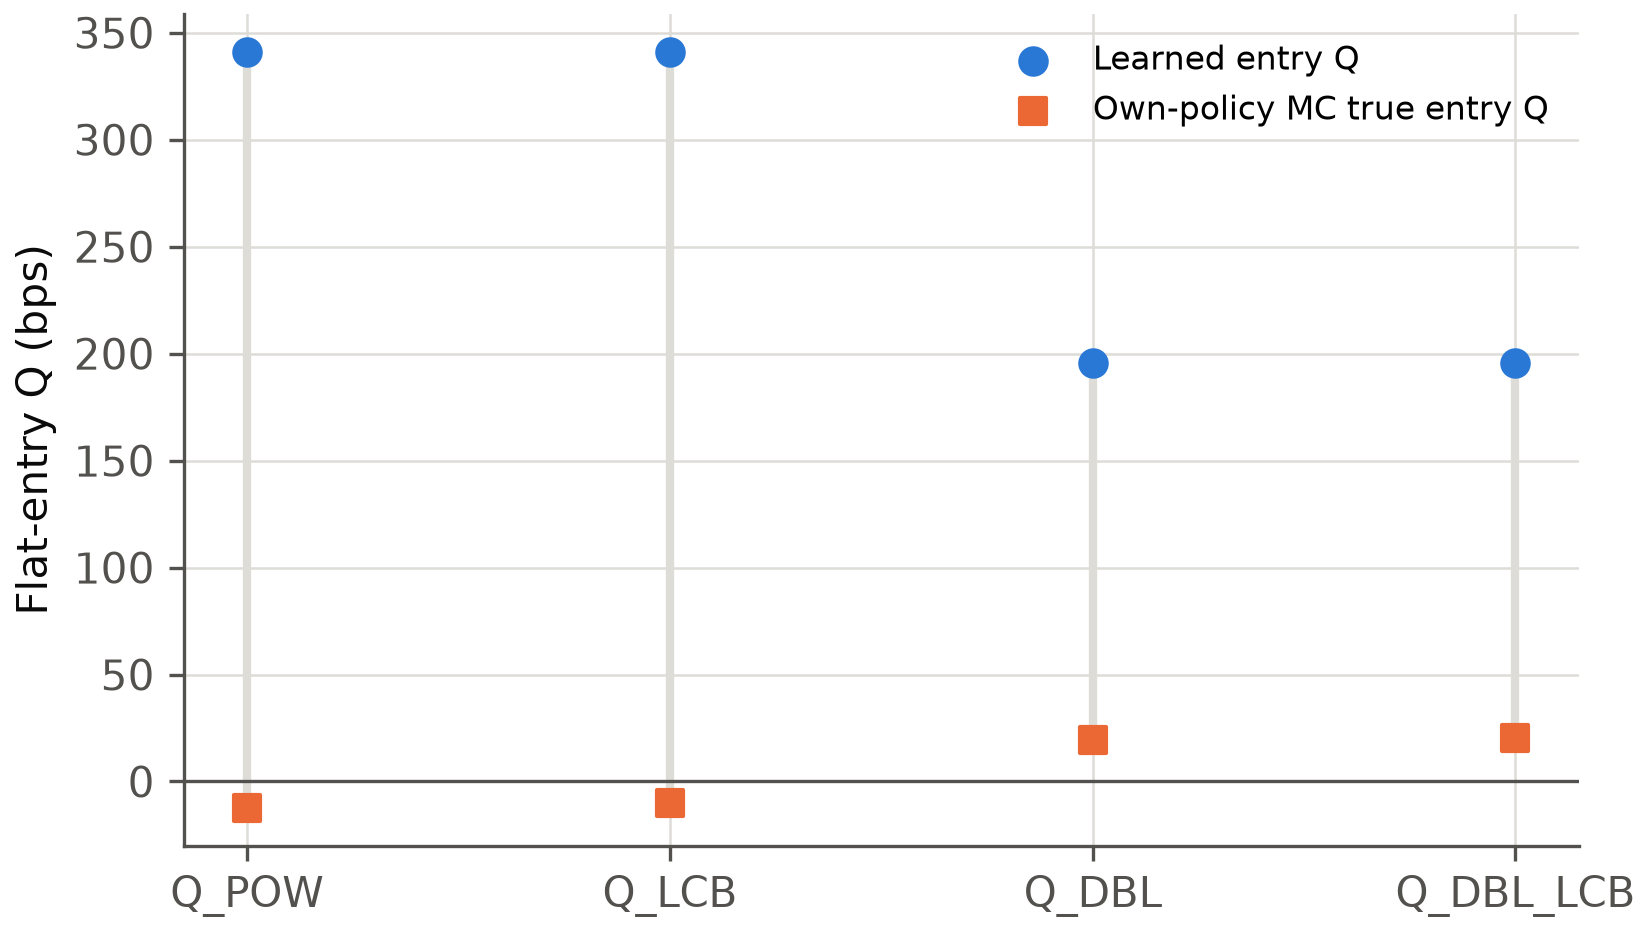 Learned entry Q
Own-policy MC true entry Q
Flat-entry Q (bps)
350
300
250
200
150
100
50
0
Q_POW
Q_LCB
Q_DBL
Q_DBL_LCB